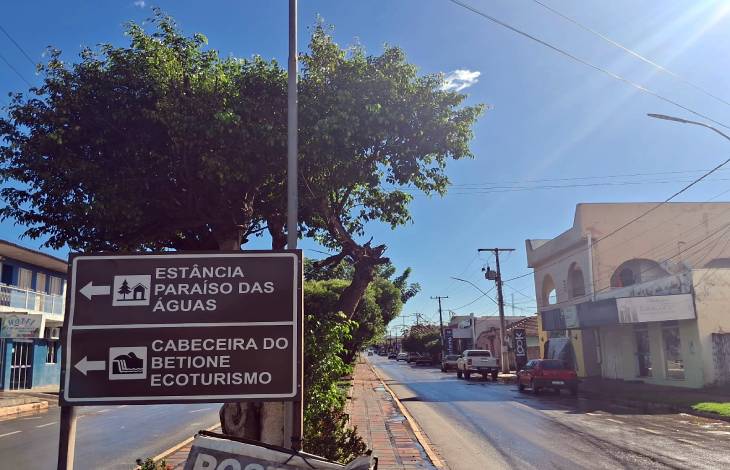 ESTÂNCIA
PARAÍSO DAS
ÁGUAS
CABECEIRA DO
BETIONE
ECOTURISMO